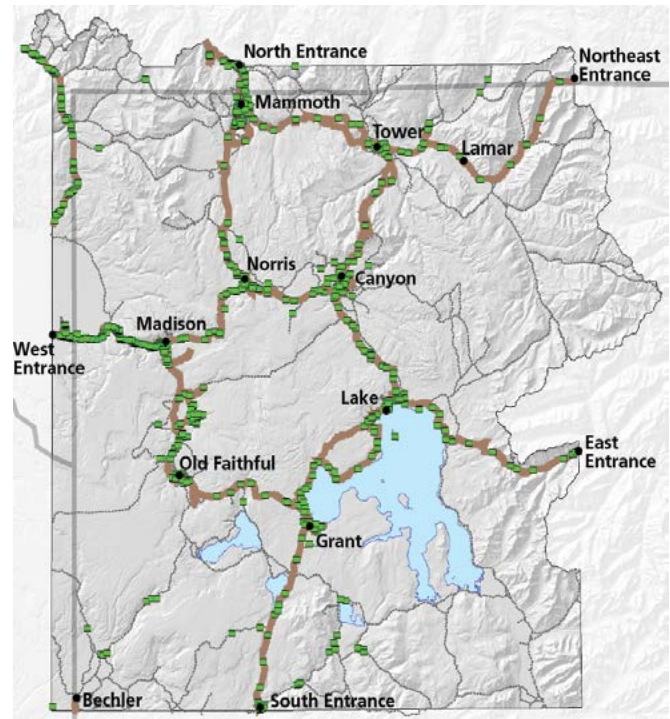 North Entrance
Northeast
Entrance
Mammoth
Tower
Lamar
Norris
Canyon
Madison
West
Entrance
Lake
East
Entrance
Old Faithful
Grant
Bechler
South Entrance